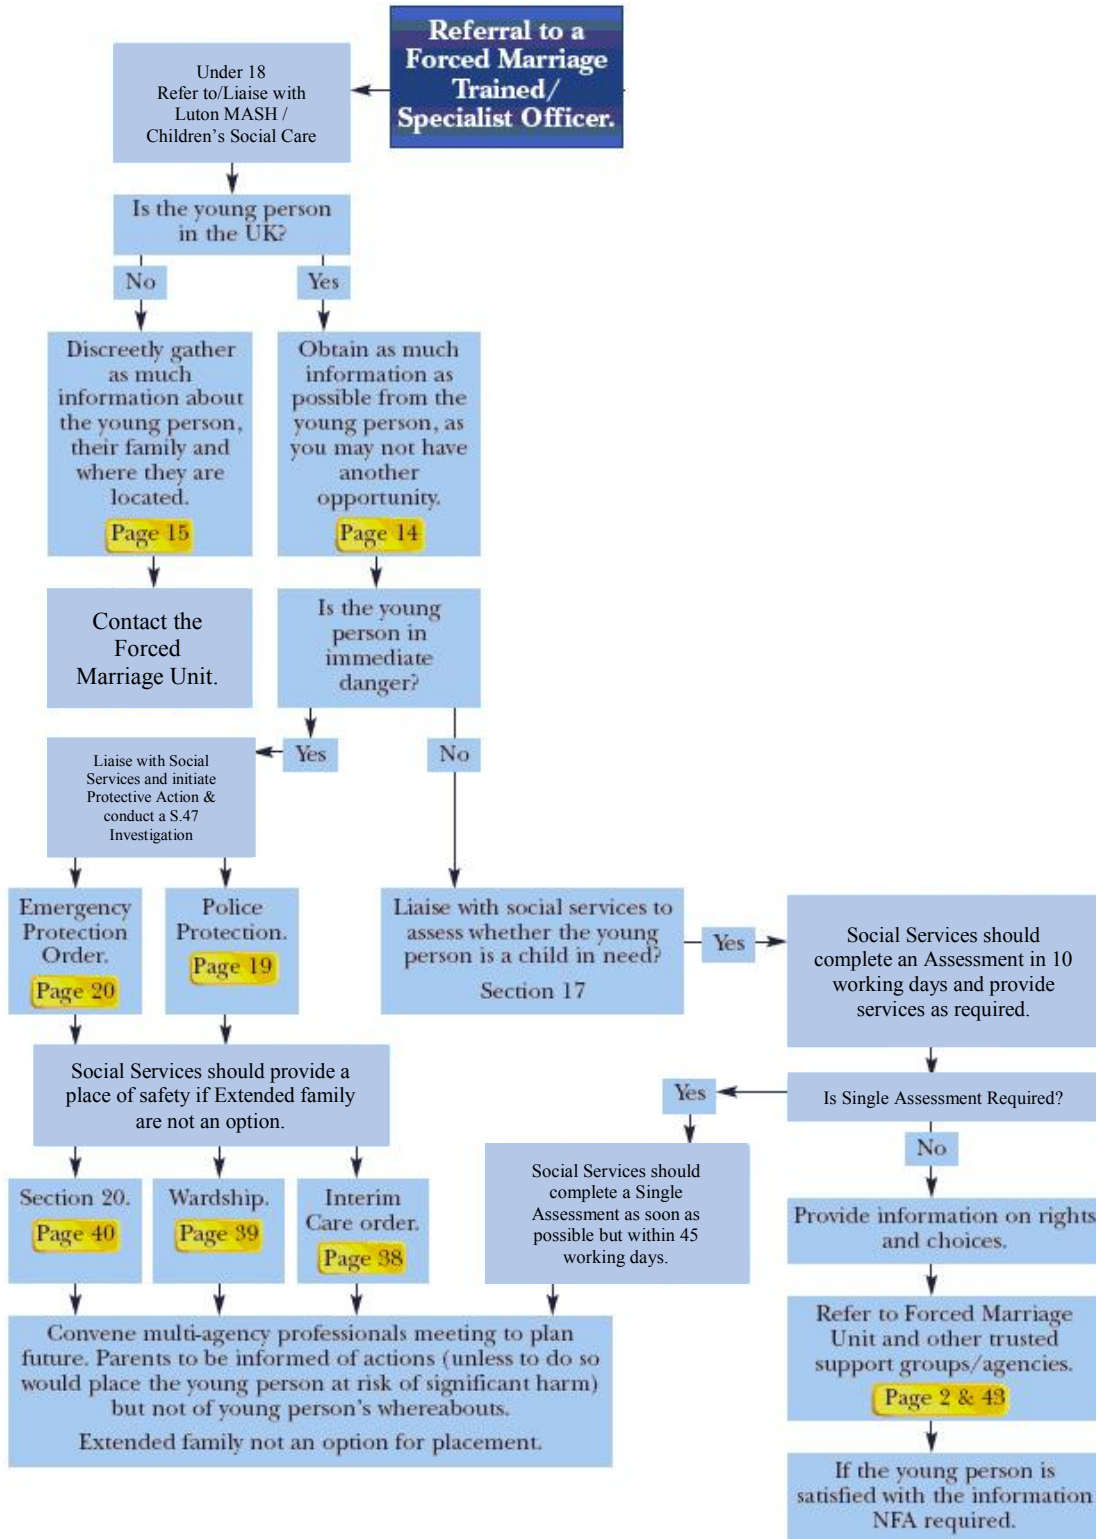 Referral to a
Forced Marriage
Trained/
Specialist Officer.
Under 18
Refer to/Liaise with
Luton MASH /
Children's Social Care
Is the young person
in the UK?
No
Yes
Discreetly gather
as much
information about
the young person,
their family and
where they are
located.
Page 15
Obtain as much
information as
possible from the
young person, as
you may not have
another
opportunity.
Page 14
Contact the
Forced
Marriage Unit.
Is the young
person in
immediate
danger?
Yes
No
Liaise with Social
Services and initiate
Protective Action &
conduct a S.47
Investigation
Emergency
Protection
Order.
Page 20
Police
Protection.
Page 19
Liaise with social services to
assess whether the young
person is a child in need?
Section 17
Yes
Social Services should
complete an Assessment in 10
working days and provide
services as required.
Social Services should provide a
place of safety if Extended family
are not an option.
Yes
Is Single Assessment Required?
No
Section 20.
Page 40
Wardship.
Page 39
Interim
Care order.
Page 38
Social Services should
complete a Single
Assessment as soon as
possible but within 45
working days.
Provide information on rights
and choices.
Convene multi-agency professionals meeting to plan
future. Parents to be informed of actions (unless to do so
would place the young person at risk of significant harm)
but not of young person's whereabouts.
Extended family not an option for placement.
Refer to Forced Marriage
Unit and other trusted
support groups/agencies.
Page 2 & 43
If the young person is
satisfied with the information
NFA required.